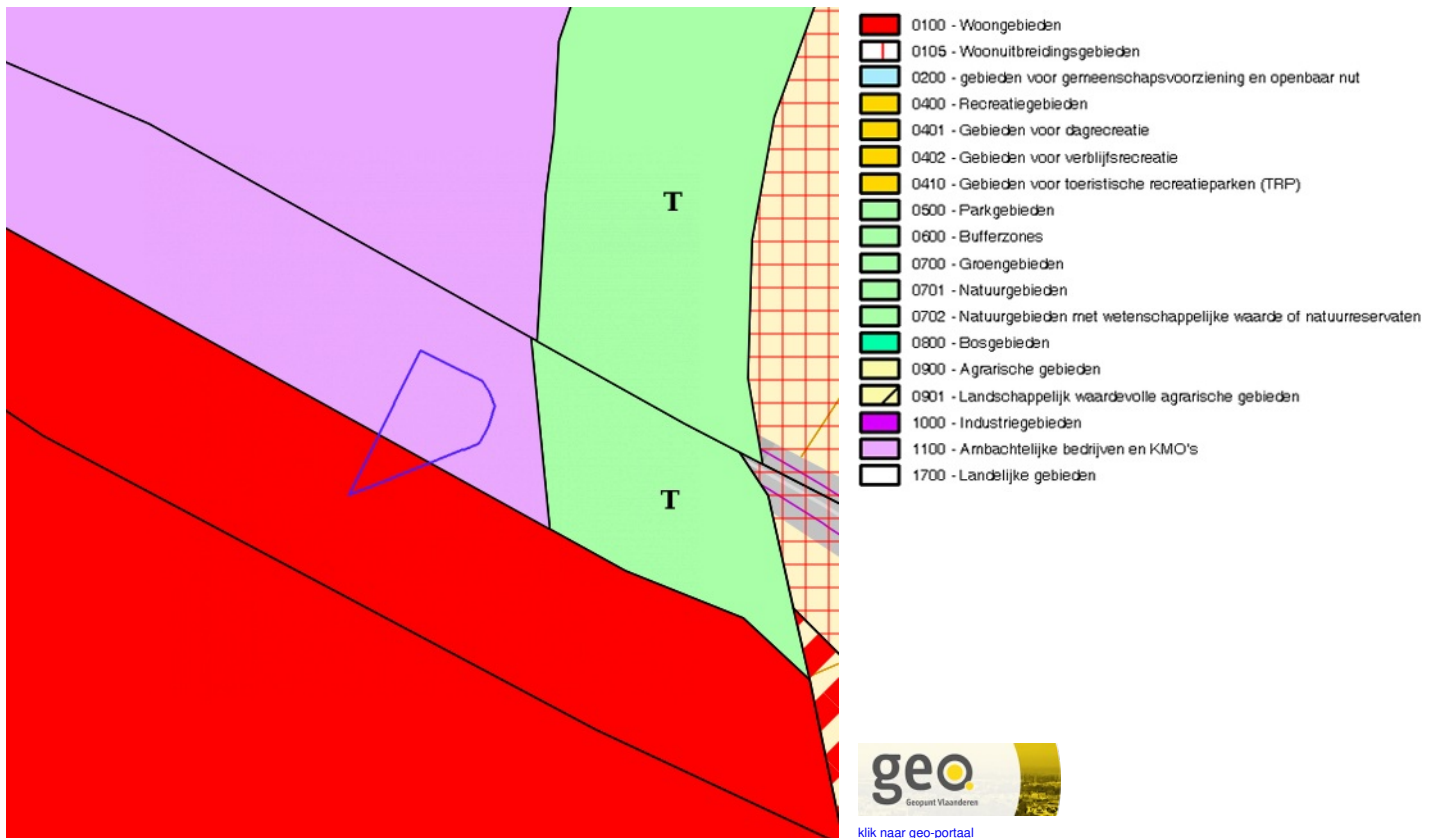 T
T
0100 - Woongebieden
0105 - Woonuitbreidingsgebieden
0200 - gebieden voor gemeenschapsvoorziening en openbaar nut
0400 - Recreatiegebieden
0401 - Gebieden voor dagrecreatie
0402 - Gebieden voor verblijfsrecreatie
0410 - Gebieden voor toeristische recreatieparken (TRP)
0500 - Parkgebieden
0600 - Bufferzones
0700 - Groengebieden
0701 - Natuurgebieden
0702 - Natuurgebieden met wetenschappelijke waarde of natuurreservaten
0800 - Bosgebieden
0900 - Agrarische gebieden
0901 - Landschappelijk waardevolle agrarische gebieden
1000 - Industriegebieden
1100 - Ambachtelijke bedrijven en KMO's
1700 - Landelijke gebieden
geo
Geopunt Vlaanderen
klik naar geo-portaal